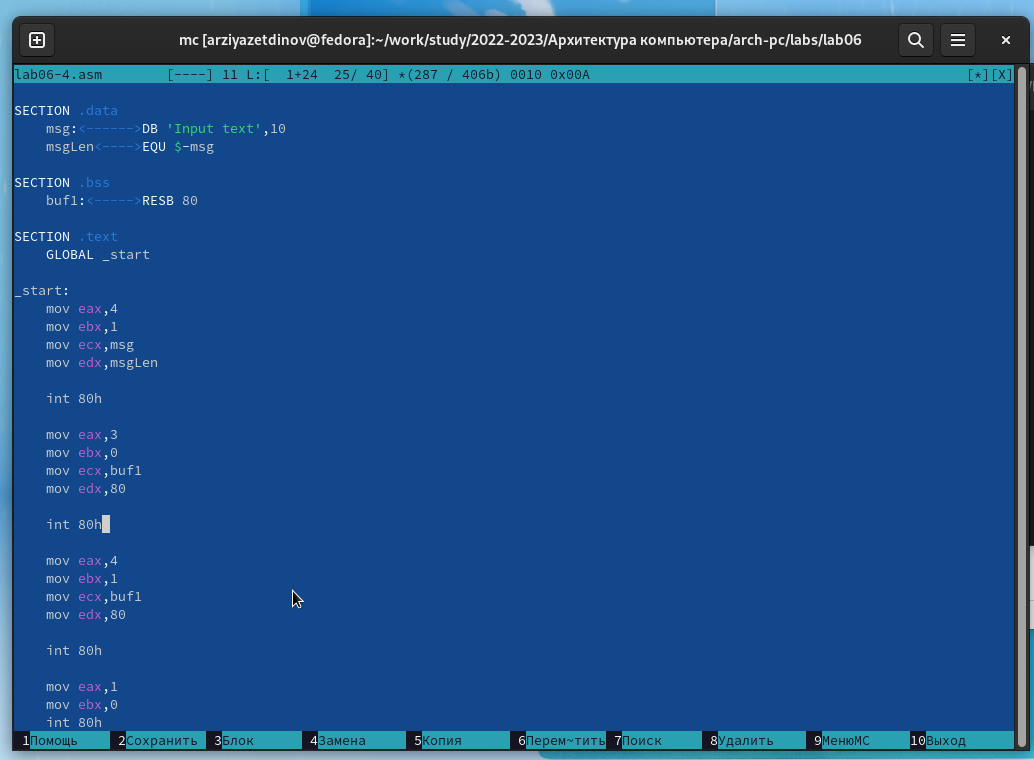 mc [arziyazetdinov@fedora]:~/work/study/2022-2023/Архитектура компьютера/arch-pc/labs/lab06
lab06-4.asm        [----] 11 L:[  1+24  25/ 40] *(287 / 406b) 0010 0x00A        [*][X]
SECTION .data
    msg:<------>DB 'Input text',10
    msgLen<---->EQU $-msg
SECTION .bss
    buf1:<----->RESB 80
SECTION .text
    GLOBAL _start
_start:
    mov eax,4
    mov ebx,1
    mov ecx,msg
    mov edx,msgLen
    int 80h
    mov eax,3
    mov ebx,0
    mov ecx,buf1
    mov edx,80
    int 80h
    mov eax,4
    mov ebx,1
    mov ecx,buf1
    mov edx,80
    int 80h
    mov eax,1
    mov ebx,0
    int 80h
1Помощь 2Сохранить 3Блок 4Замена 5Копия 6Перем~тить 7Поиск 8Удалить 9МенюMC 10Выход